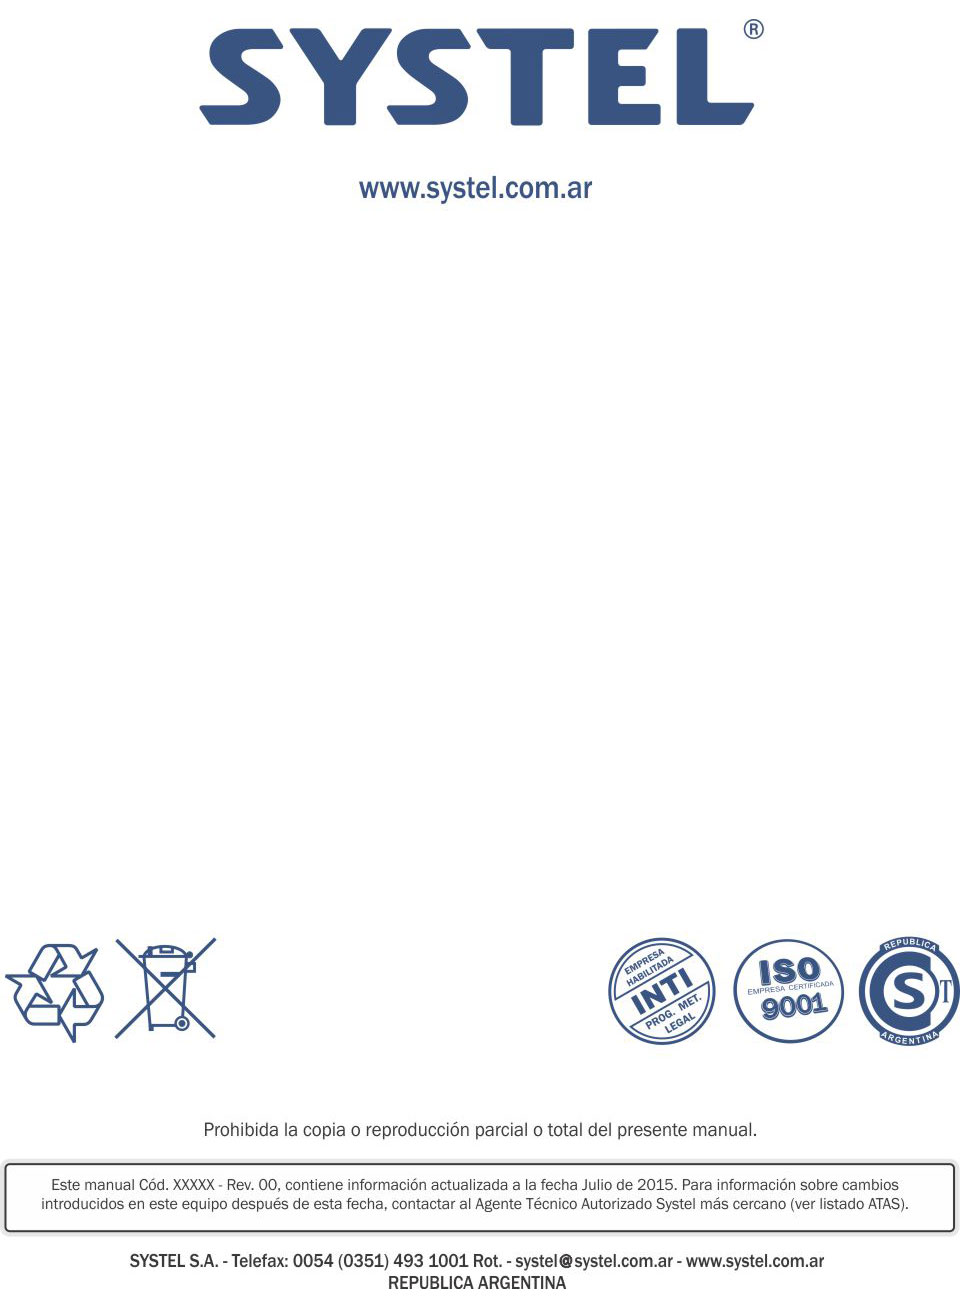 SYSTEL®
www.systel.com.ar
EMPRESA
HABILITADA
INTI
PROG. MET.
LEGAL
ISO
EMPRESA CERTIFICADA
9001
REPUBLICA
CST
ARGENTINA
Prohibida la copia o reproducción parcial o total del presente manual.
Este manual Cód. XXXXX - Rev. 00, contiene información actualizada a la fecha Julio de 2015. Para información sobre cambios
introducidos en este equipo después de esta fecha, contactar al Agente Técnico Autorizado Systel más cercano (ver listado ATAS).
SYSTEL S.A. - Telefax: 0054 (0351) 493 1001 Rot. - systel@systel.com.ar - www.systel.com.ar
REPUBLICA ARGENTINA